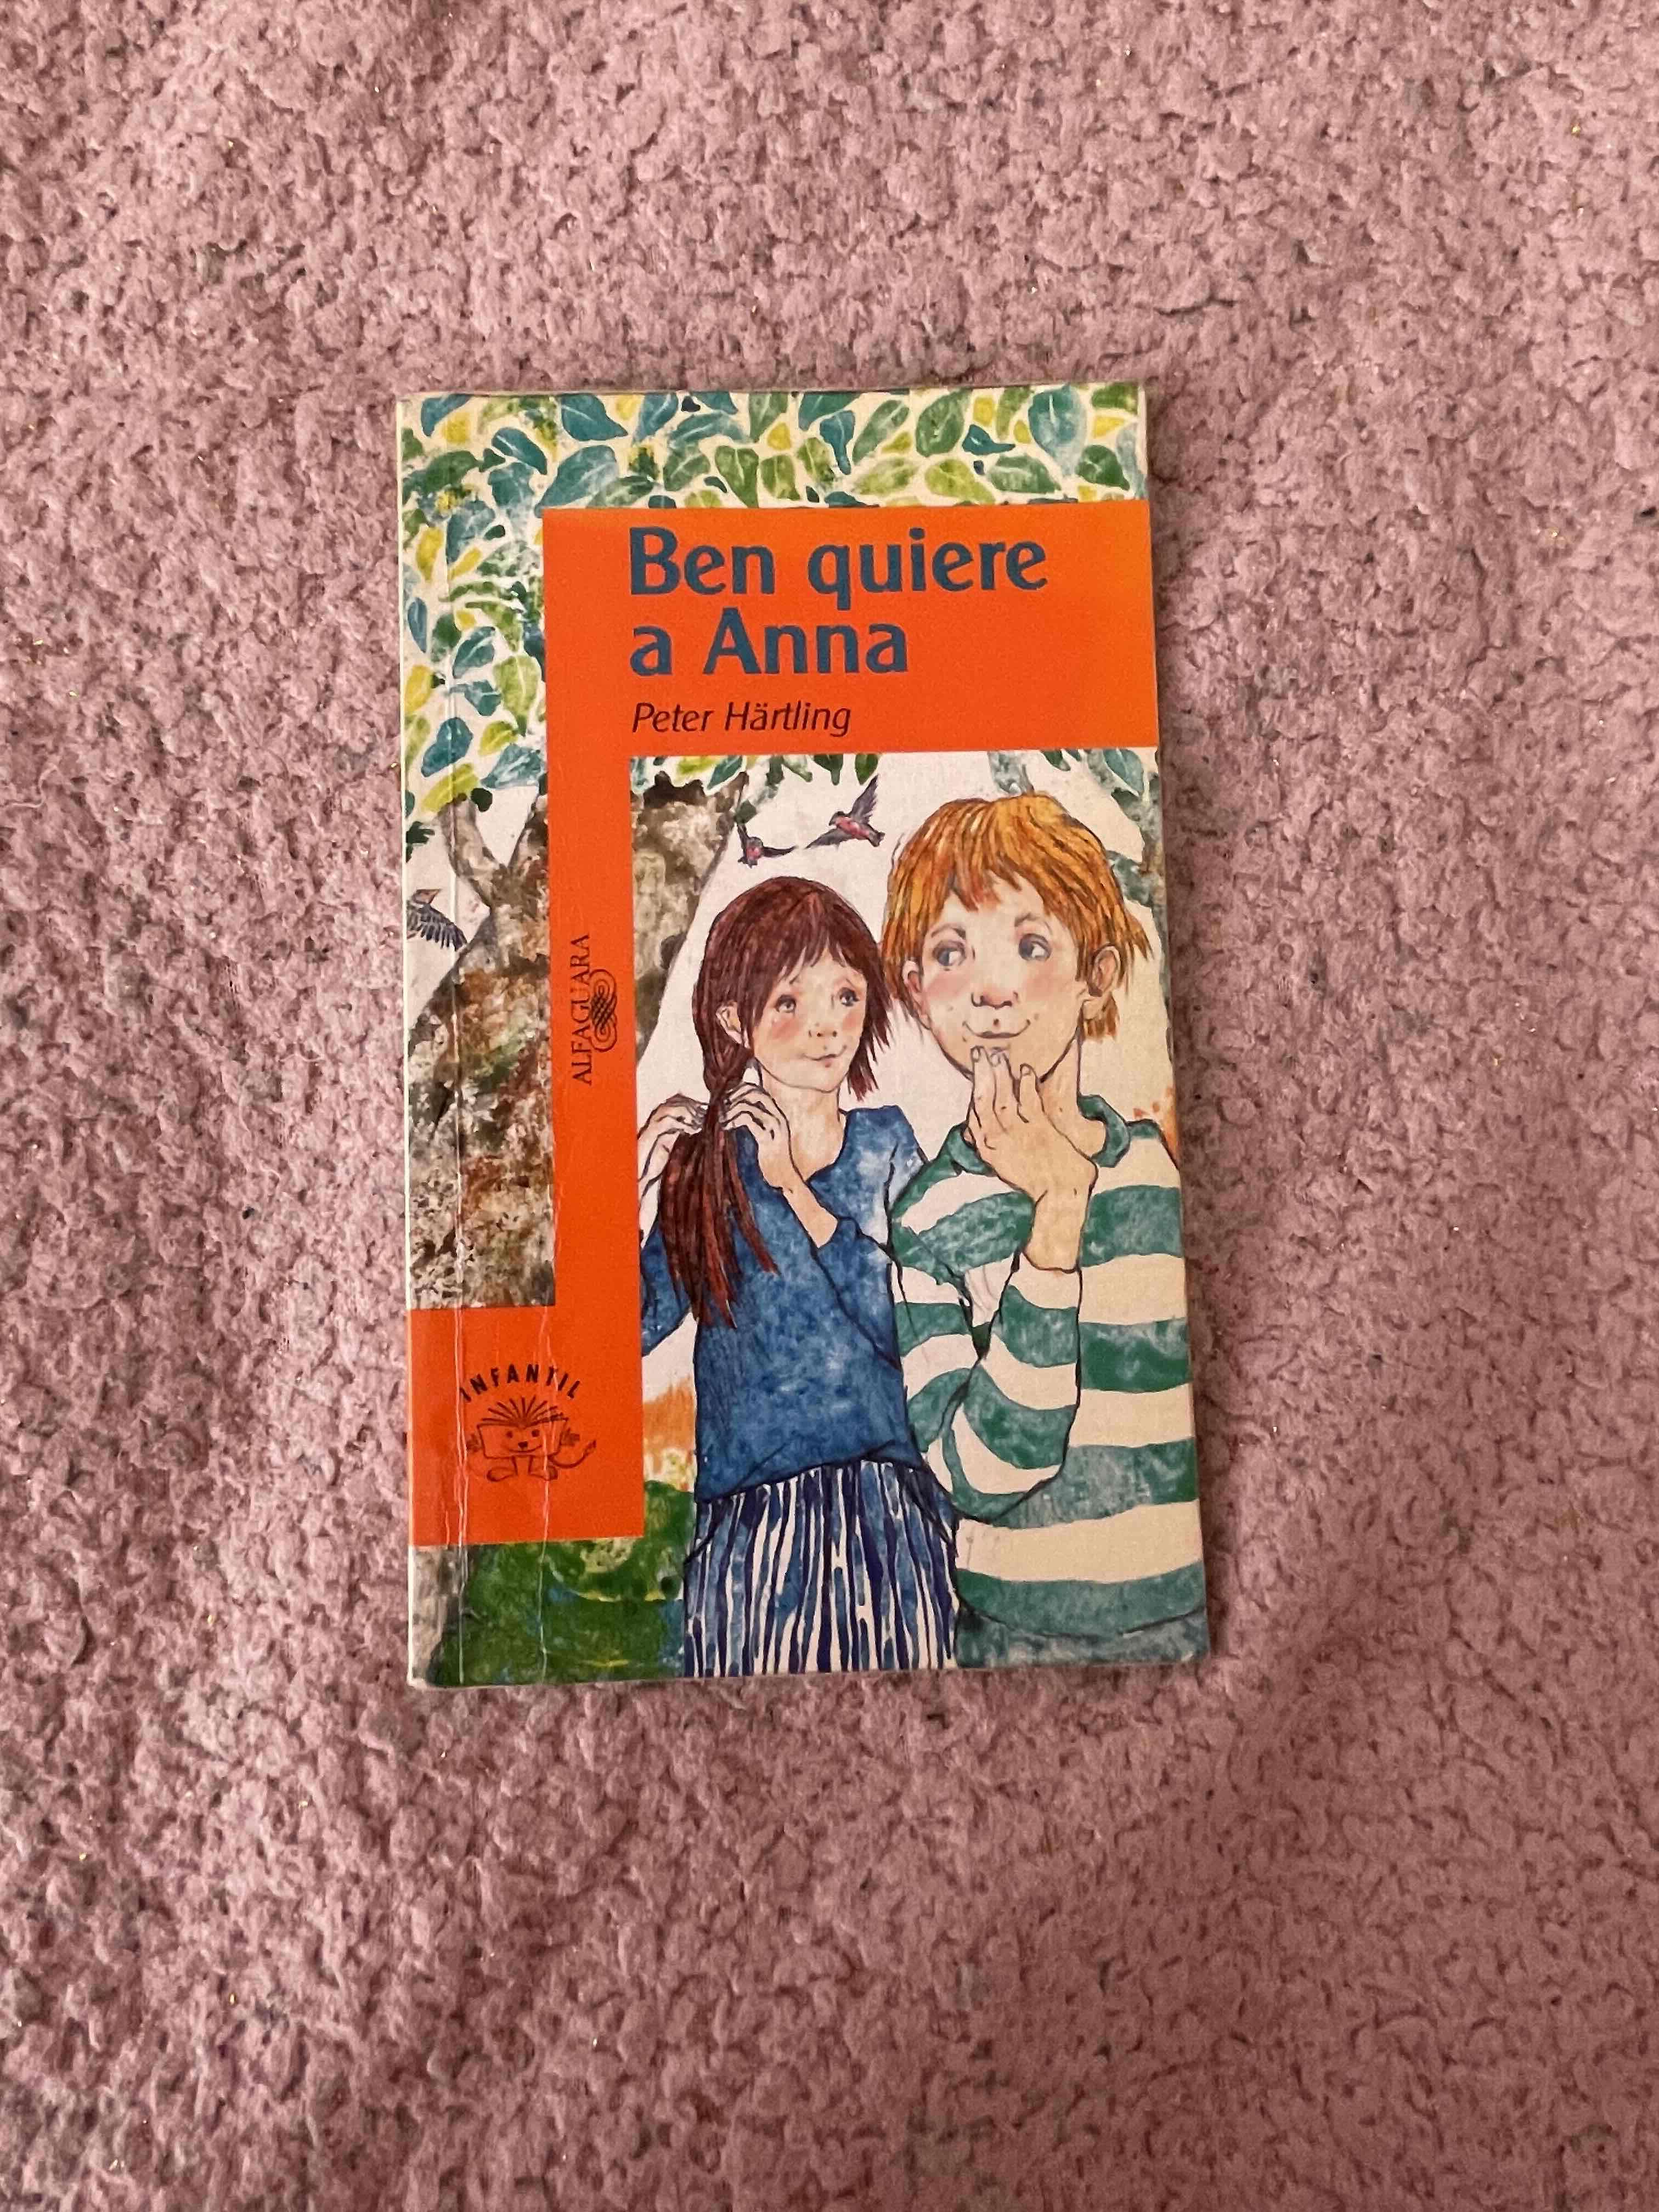 Ben quiere
a Anna
Peter Härtling
ALFAGUARA
INFANTIL